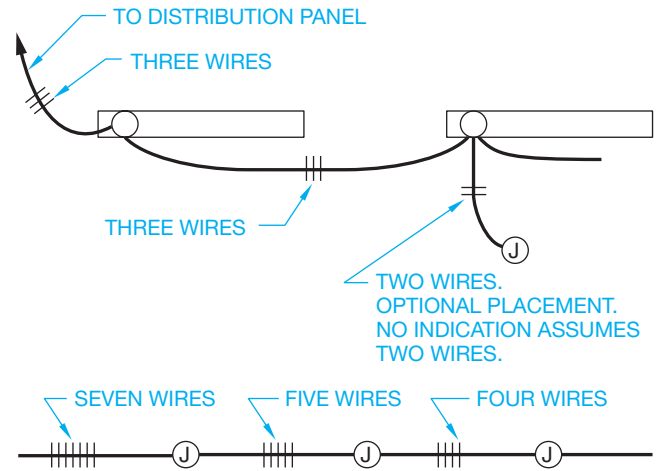 TO DISTRIBUTION PANEL
THREE WIRES
THREE WIRES
J
TWO WIRES.
OPTIONAL PLACEMENT.
NO INDICATION ASSUMES
TWO WIRES.
SEVEN WIRES
FIVE WIRES
FOUR WIRES
J
J
J